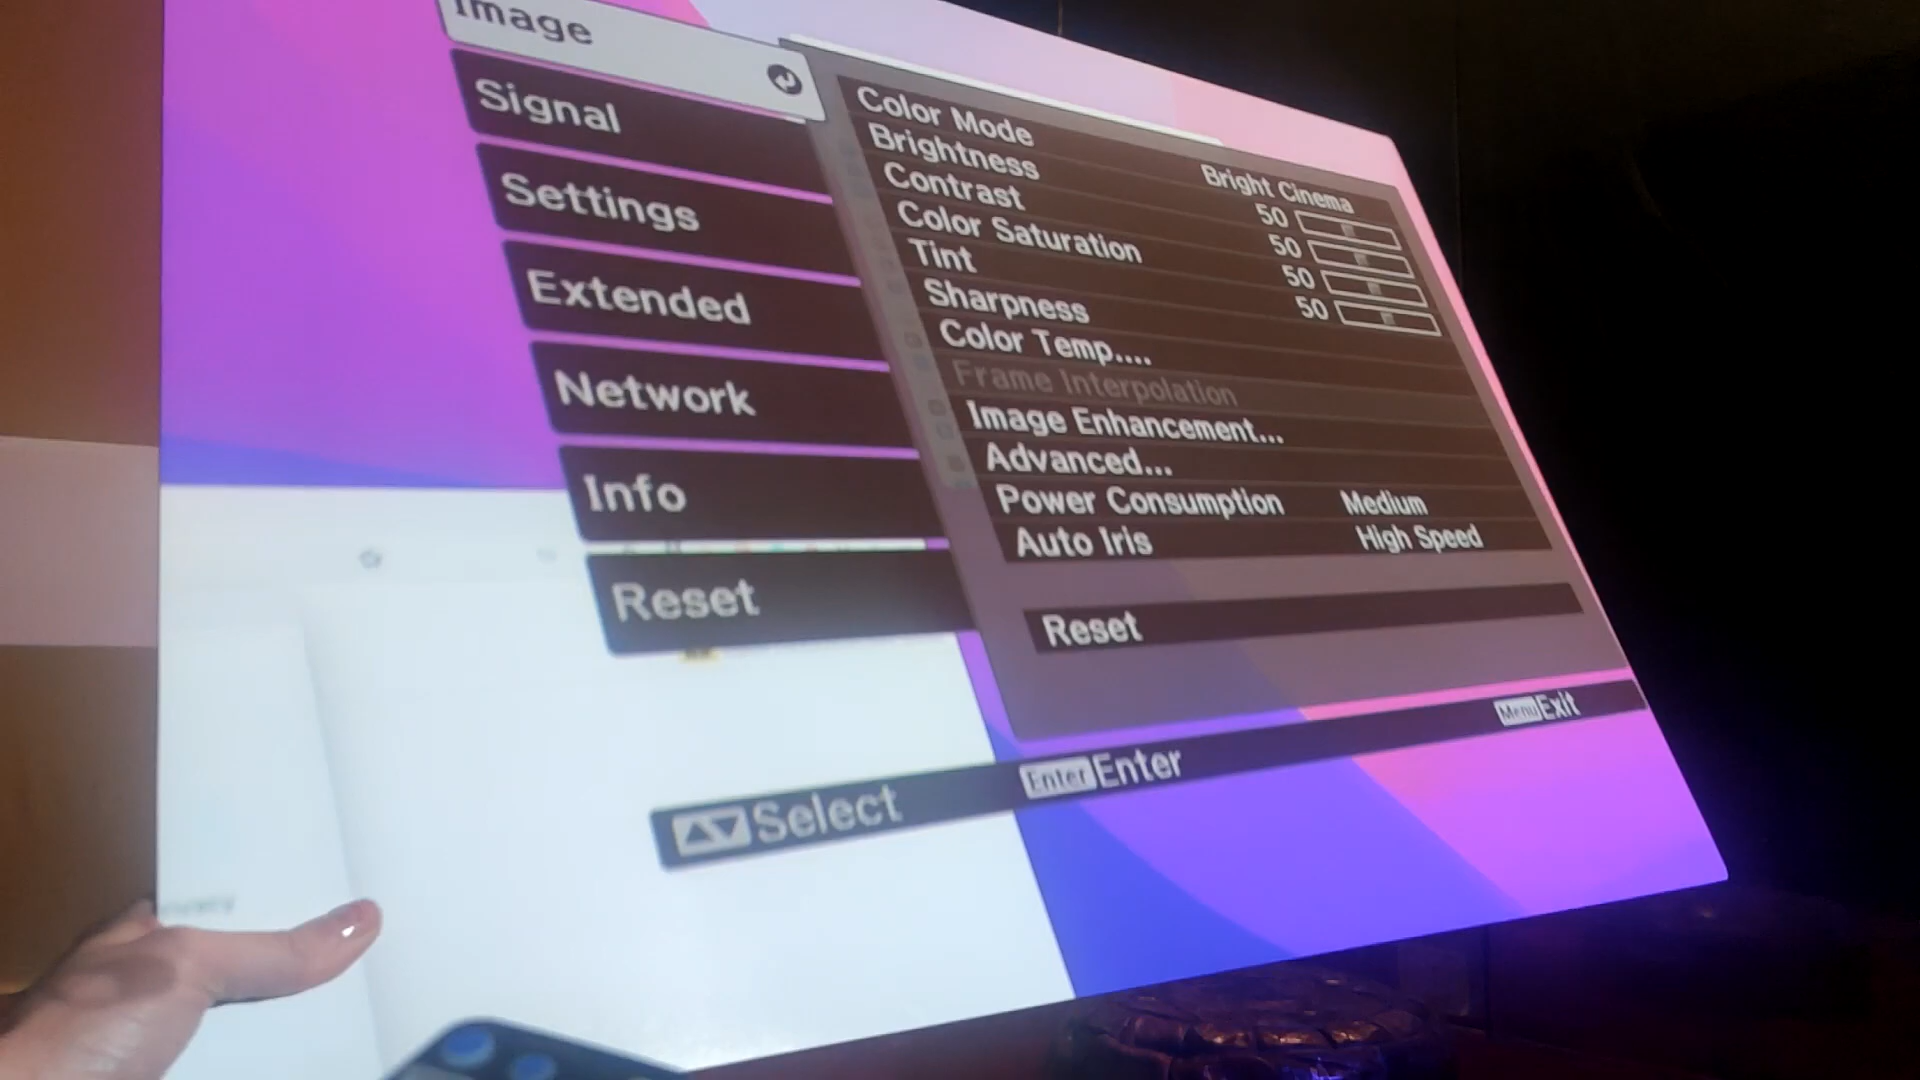 Image
Signal
Settings
Extended
Network
Info
Reset
Color Mode Bright Cinema
Brightness 50
Contrast 50
Color Saturation 50
Tint 50
Sharpness
Color Temp....
Frame Interpolation
Image Enhancement...
Advanced...
Power Consumption Medium
Auto Iris High Speed
Reset
Select Enter Enter Menu Exit